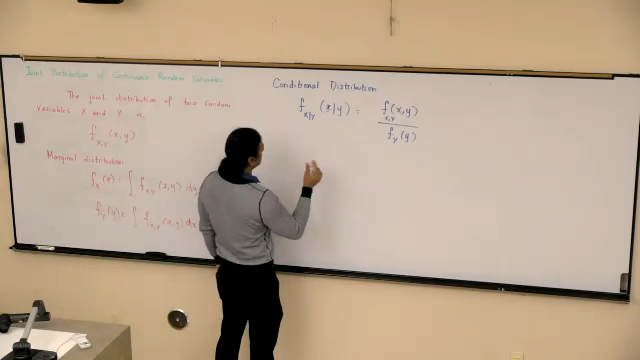 Joint Distribution of Continuous Random Variables
The joint distribution of two random
variables X and Y is
f_{X,Y} (x,y)
Marginal distribution:
f_X(x) = ∫ f_{X,Y} (x,y) dy
f_Y(y) = ∫ f_{X,Y} (x,y) dx
Conditional Distribution
f_{X|Y} (x|y) = f_{X,Y}(x,y) / f_Y(y)